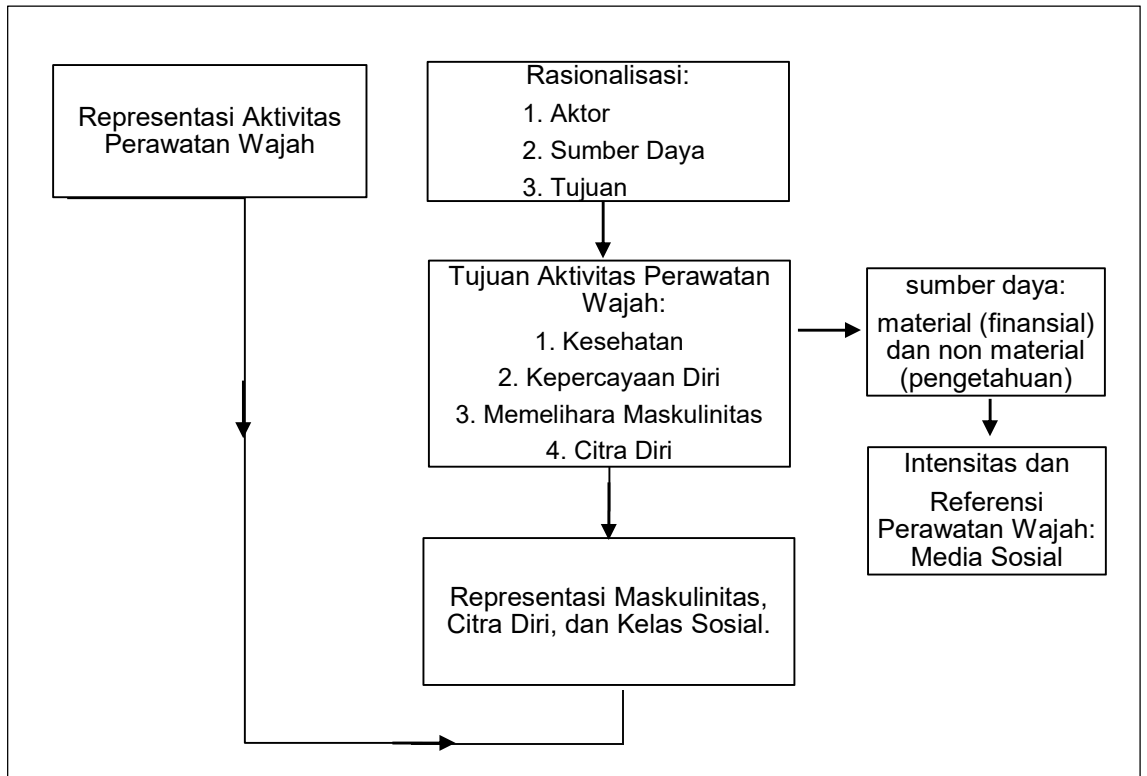 Representasi Aktivitas
Perawatan Wajah
Rasionalisasi:
1. Aktor
2. Sumber Daya
3. Tujuan
Tujuan Aktivitas Perawatan
Wajah:
1. Kesehatan
2. Kepercayaan Diri
3. Memelihara Maskulinitas
4. Citra Diri
sumber daya:
material (finansial)
dan non material
(pengetahuan)
Intensitas dan
Referensi
Perawatan Wajah:
Media Sosial
Representasi Maskulinitas,
Citra Diri, dan Kelas Sosial.